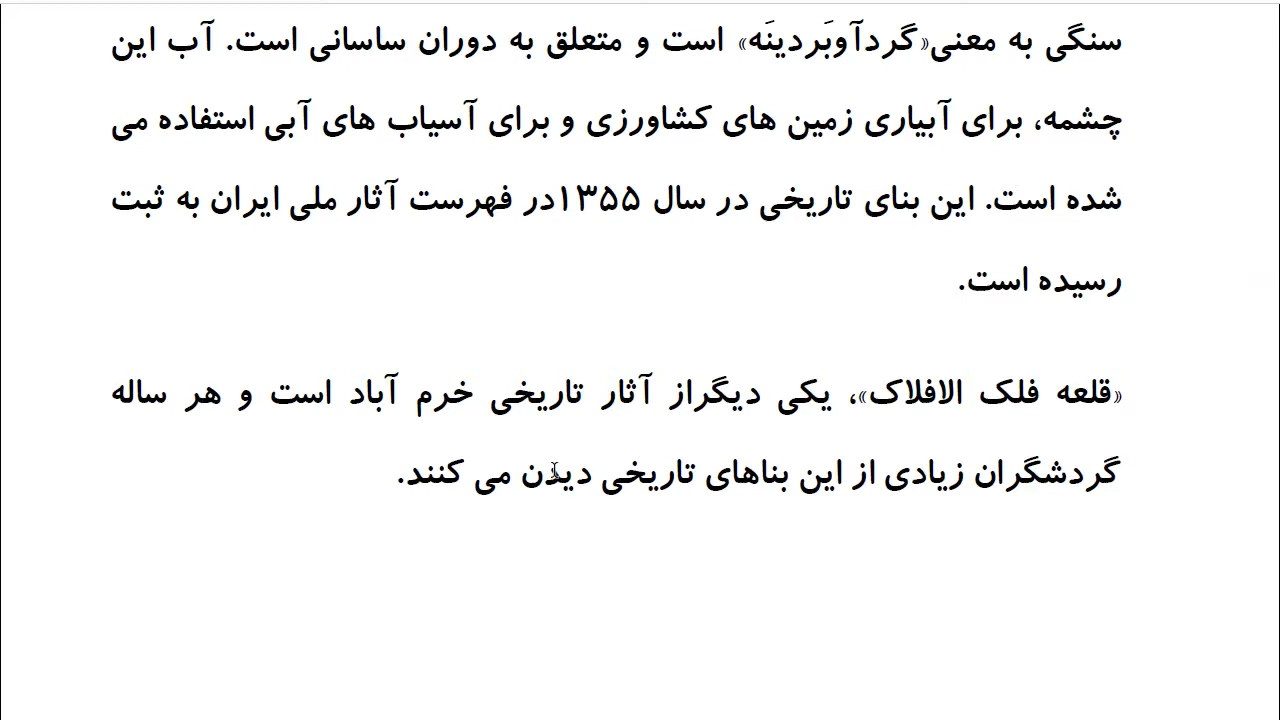 سنگی به معنی«گردآوبَردینَه» است و متعلق به دوران ساسانی است. آب این
چشمه، برای آبیاری زمین های کشاورزی و برای آسیاب های آبی استفاده می
شده است. این بنای تاریخی در سال ۱۳۵۵در فهرست آثار ملی ایران به ثبت
رسیده است.
«قلعه فلک الافلاک»، یکی دیگراز آثار تاریخی خرم آباد است و هر ساله
گردشگران زیادی از این بناهای تاریخی دیدن می کنند.